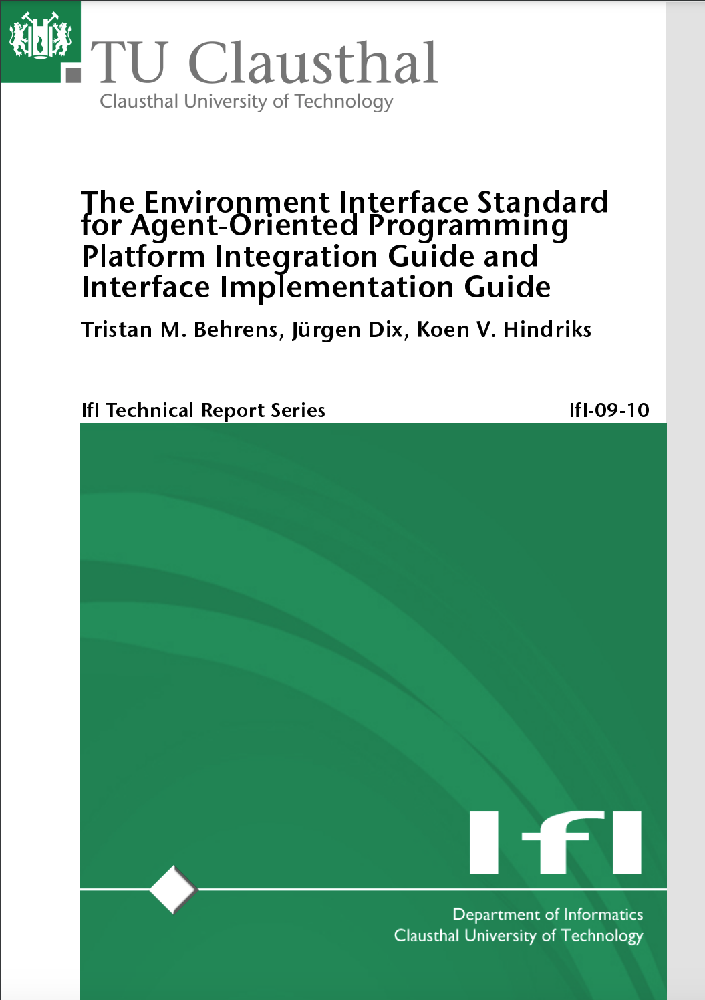 TU Clausthal
Clausthal University of Technology
The Environment Interface Standard
for Agent-Oriented Programming
Platform Integration Guide and
Interface Implementation Guide
Tristan M. Behrens, Jürgen Dix, Koen V. Hindriks
IfI Technical Report Series IfI-09-10
IfI
Department of Informatics
Clausthal University of Technology